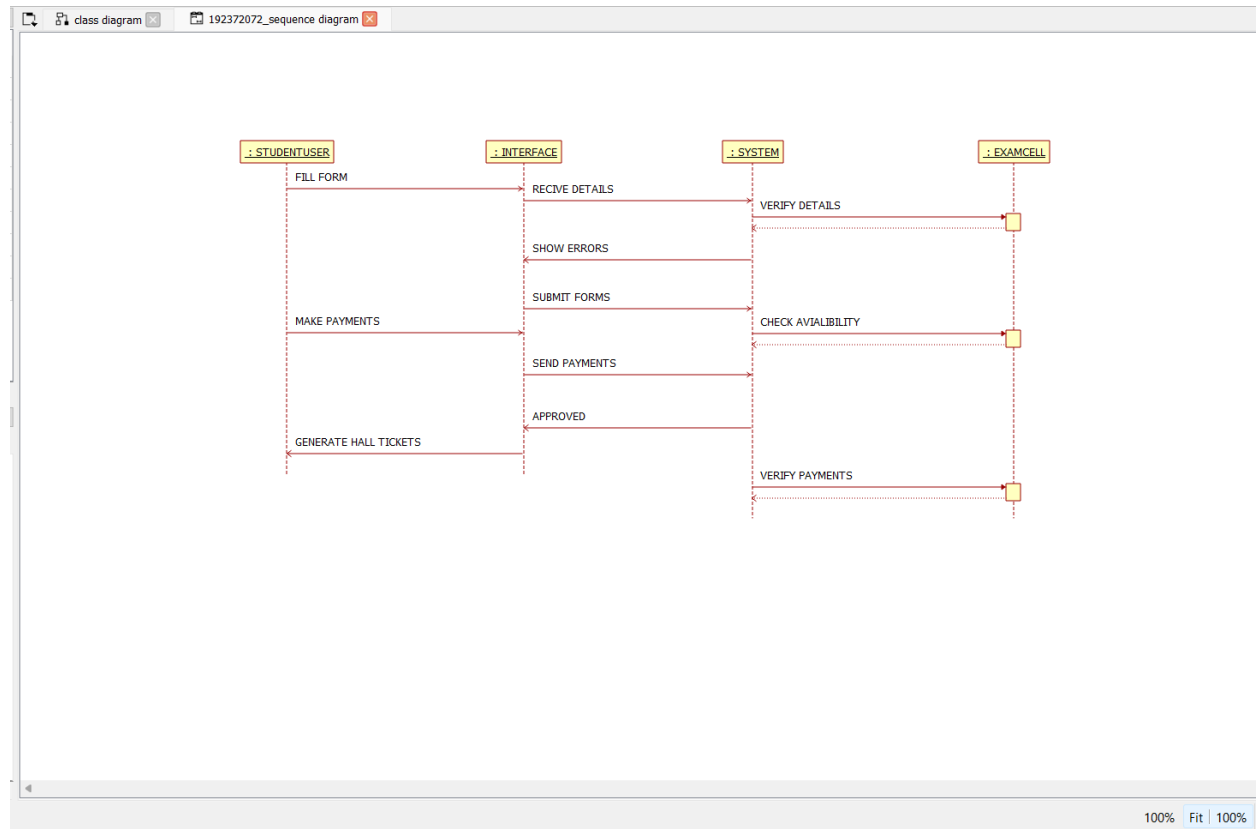 class diagram
192372072_sequence diagram
: STUDENTUSER
: INTERFACE
: SYSTEM
: EXAMCELL
FILL FORM
RECIVE DETAILS
VERIFY DETAILS
SHOW ERRORS
SUBMIT FORMS
MAKE PAYMENTS
CHECK AVIALIBILITY
SEND PAYMENTS
APPROVED
GENERATE HALL TICKETS
VERIFY PAYMENTS
100% Fit 100%